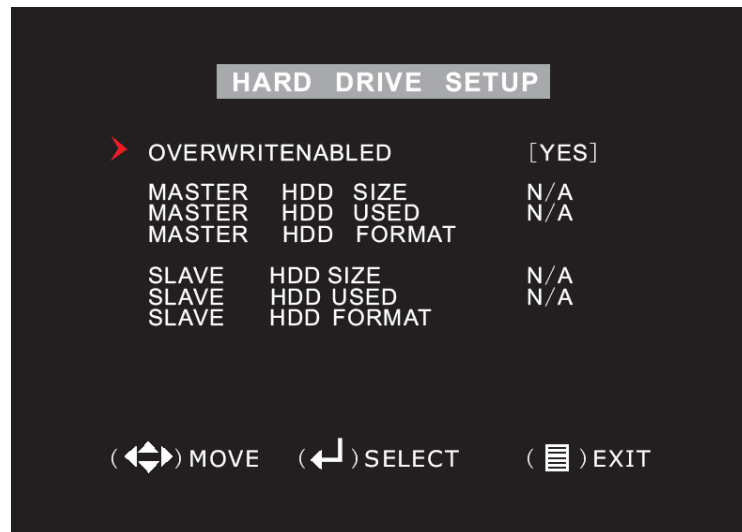 HARD DRIVE SETUP
OVERWRITENABLED [YES]
MASTER HDD SIZE N/A
MASTER HDD USED N/A
MASTER HDD FORMAT
SLAVE HDD SIZE N/A
SLAVE HDD USED N/A
SLAVE HDD FORMAT
( ) MOVE ( ) SELECT ( ) EXIT